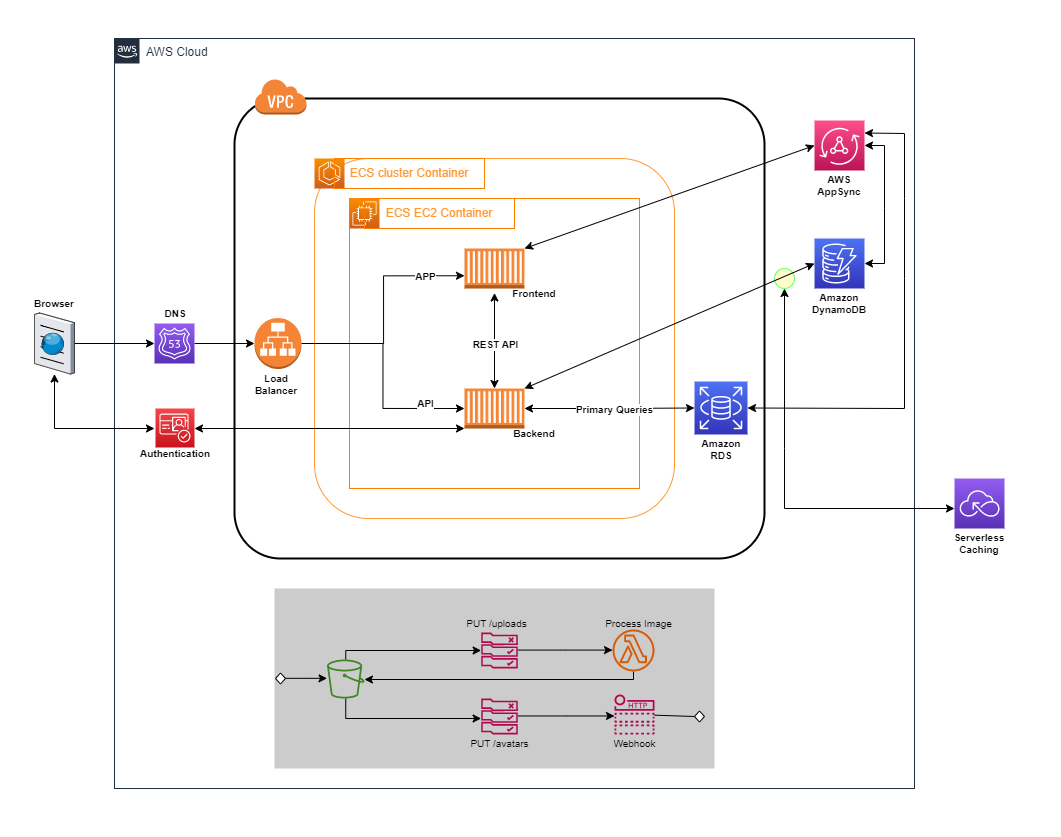 aws
AWS Cloud
VPC
ECS cluster Container
ECS EC2 Container
AWS
AppSync
APP
Frontend
Amazon
DynamoDB
Browser
DNS
53
REST API
Load
Balancer
API
Primary Queries
Backend
Authentication
Amazon
RDS
Serverless
Caching
PUT /uploads
Process Image
HTTP
PUT /avatars
Webhook